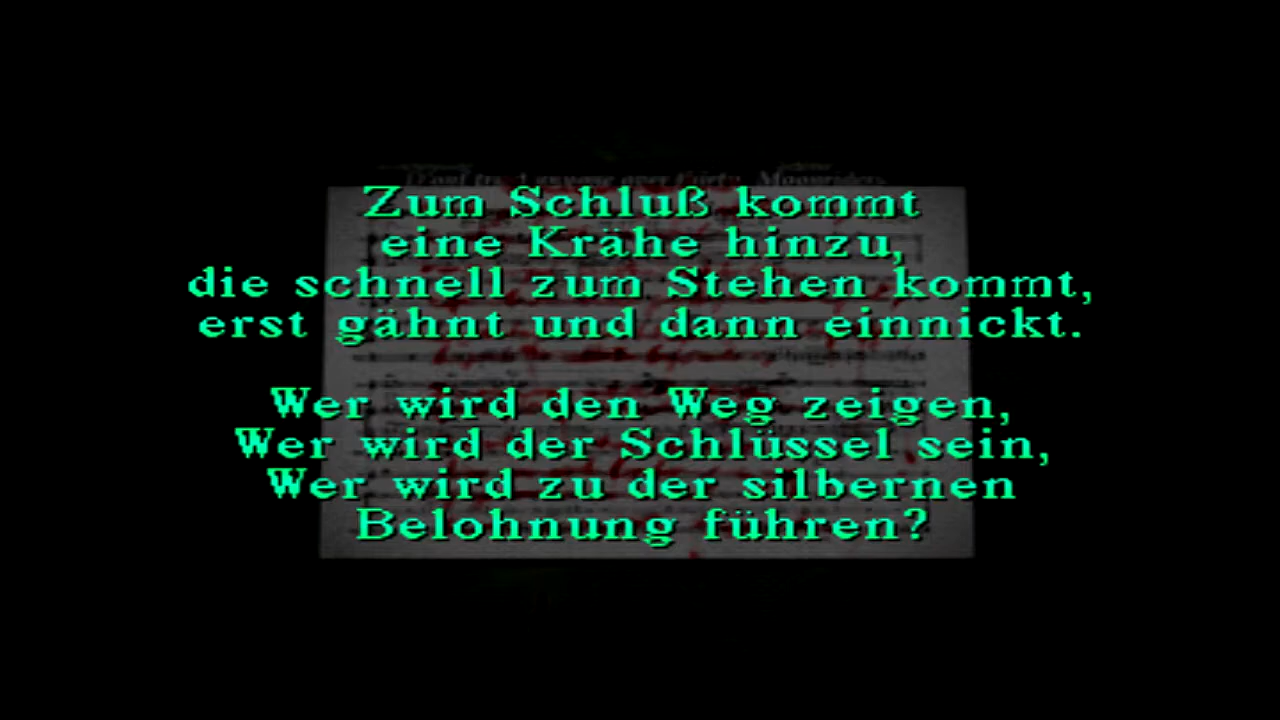 Zum Schluß kommt
eine Krähe hinzu,
die schnell zum Stehen kommt,
erst gähnt und dann einnickt.
Wer wird den Weg zeigen,
Wer wird der Schlüssel sein,
Wer wird zu der silbernen
Belohnung führen?